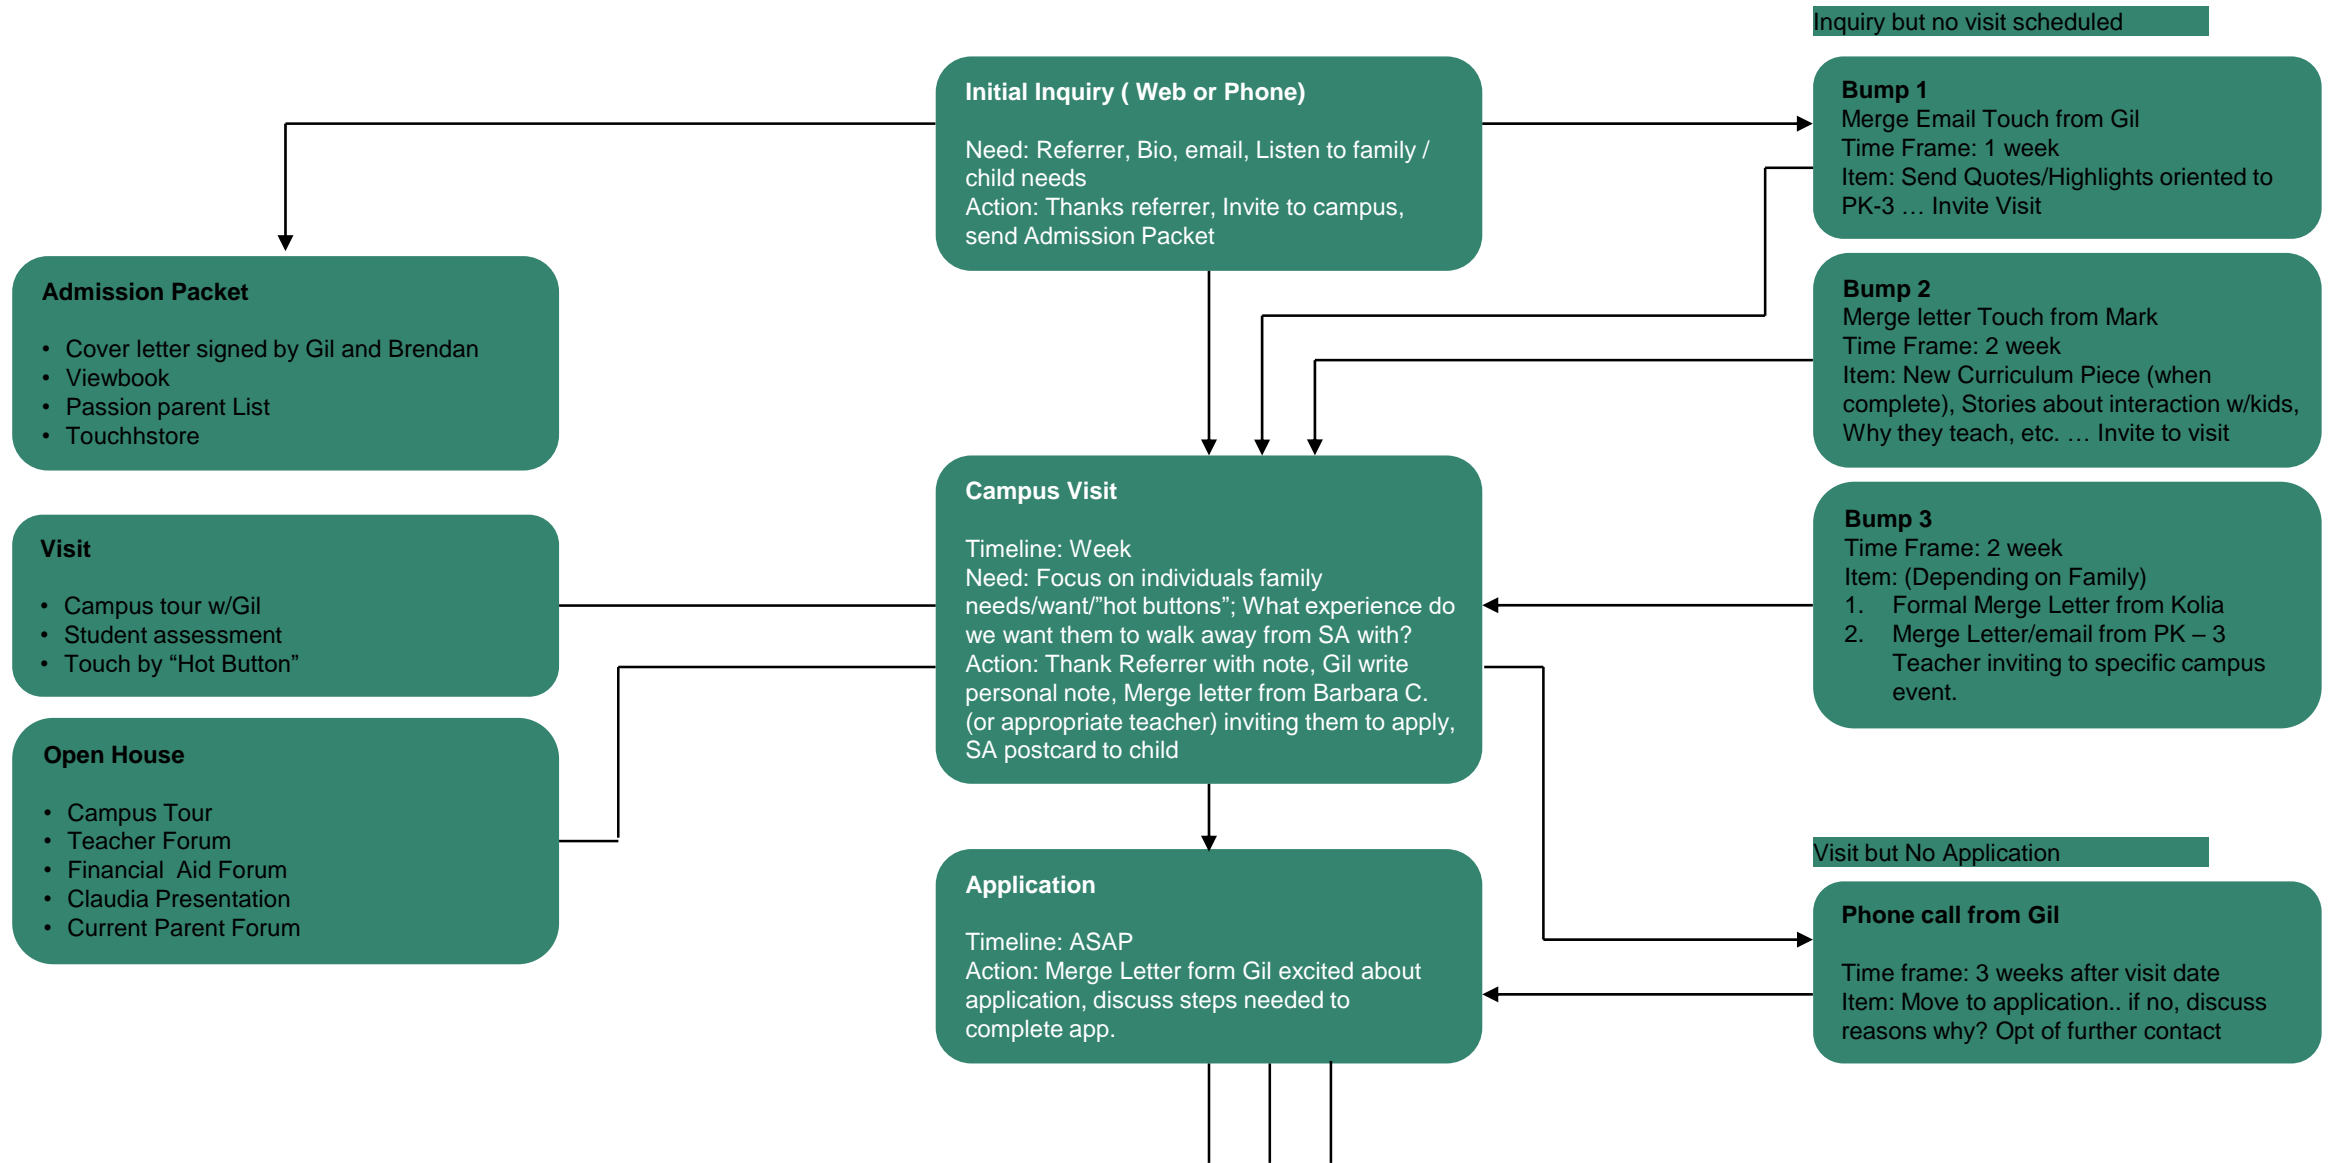 Inquiry but no visit scheduled
Initial Inquiry ( Web or Phone)
Need: Referrer, Bio, email, Listen to family /
child needs
Action: Thanks referrer, Invite to campus,
send Admission Packet
Bump 1
Merge Email Touch from Gil
Time Frame: 1 week
Item: Send Quotes/Highlights oriented to
PK-3 … Invite Visit
Admission Packet
• Cover letter signed by Gil and Brendan
• Viewbook
• Passion parent List
• Touchhstore
Bump 2
Merge letter Touch from Mark
Time Frame: 2 week
Item: New Curriculum Piece (when
complete), Stories about interaction w/kids,
Why they teach, etc. … Invite to visit
Campus Visit
Timeline: Week
Need: Focus on individuals family
needs/want/”hot buttons”; What experience do
we want them to walk away from SA with?
Action: Thank Referrer with note, Gil write
personal note, Merge letter from Barbara C.
(or appropriate teacher) inviting them to apply,
SA postcard to child
Visit
• Campus tour w/Gil
• Student assessment
• Touch by “Hot Button”
Bump 3
Time Frame: 2 week
Item: (Depending on Family)
1. Formal Merge Letter from Kolia
2. Merge Letter/email from PK – 3
Teacher inviting to specific campus
event.
Open House
• Campus Tour
• Teacher Forum
• Financial  Aid Forum
• Claudia Presentation
• Current Parent Forum
Visit but No Application
Application
Timeline: ASAP
Action: Merge Letter form Gil excited about
application, discuss steps needed to
complete app.
Phone call from Gil
Time frame: 3 weeks after visit date
Item: Move to application.. if no, discuss
reasons why? Opt of further contact